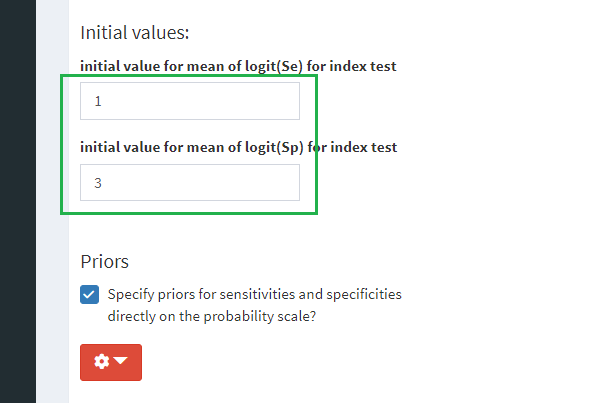 Initial values:
initial value for mean of logit(Se) for index test
1
initial value for mean of logit(Sp) for index test
3
Priors
Specify priors for sensitivities and specificities
directly on the probability scale?